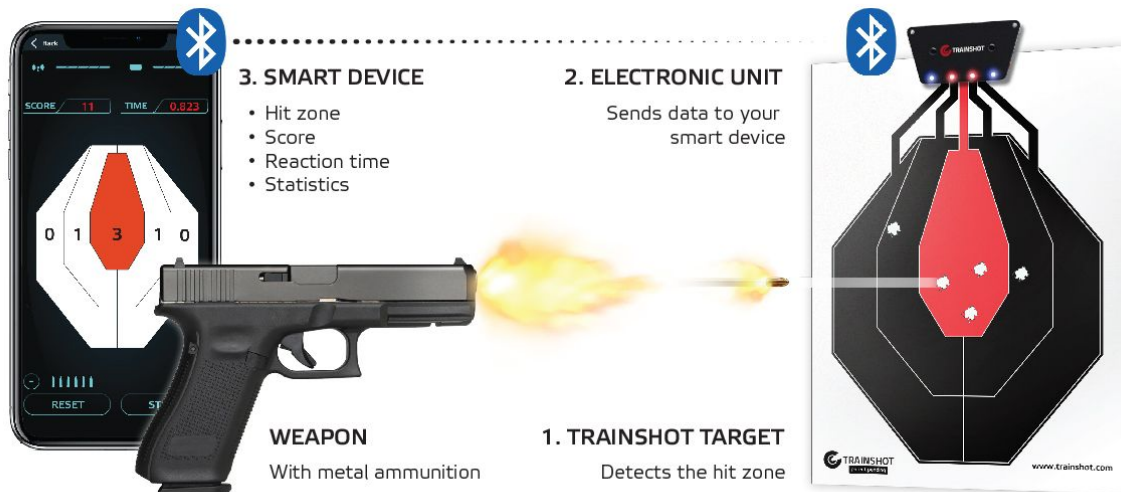 Back
SCORE 11 TIME 0.823
0 1 3 1 0
RESET
ST
3. SMART DEVICE
• Hit zone
• Score
• Reaction time
• Statistics
2. ELECTRONIC UNIT
Sends data to your
smart device
TRAINSHOT
WEAPON
With metal ammunition
1. TRAINSHOT TARGET
Detects the hit zone
TRAINSHOT
www.trainshot.com